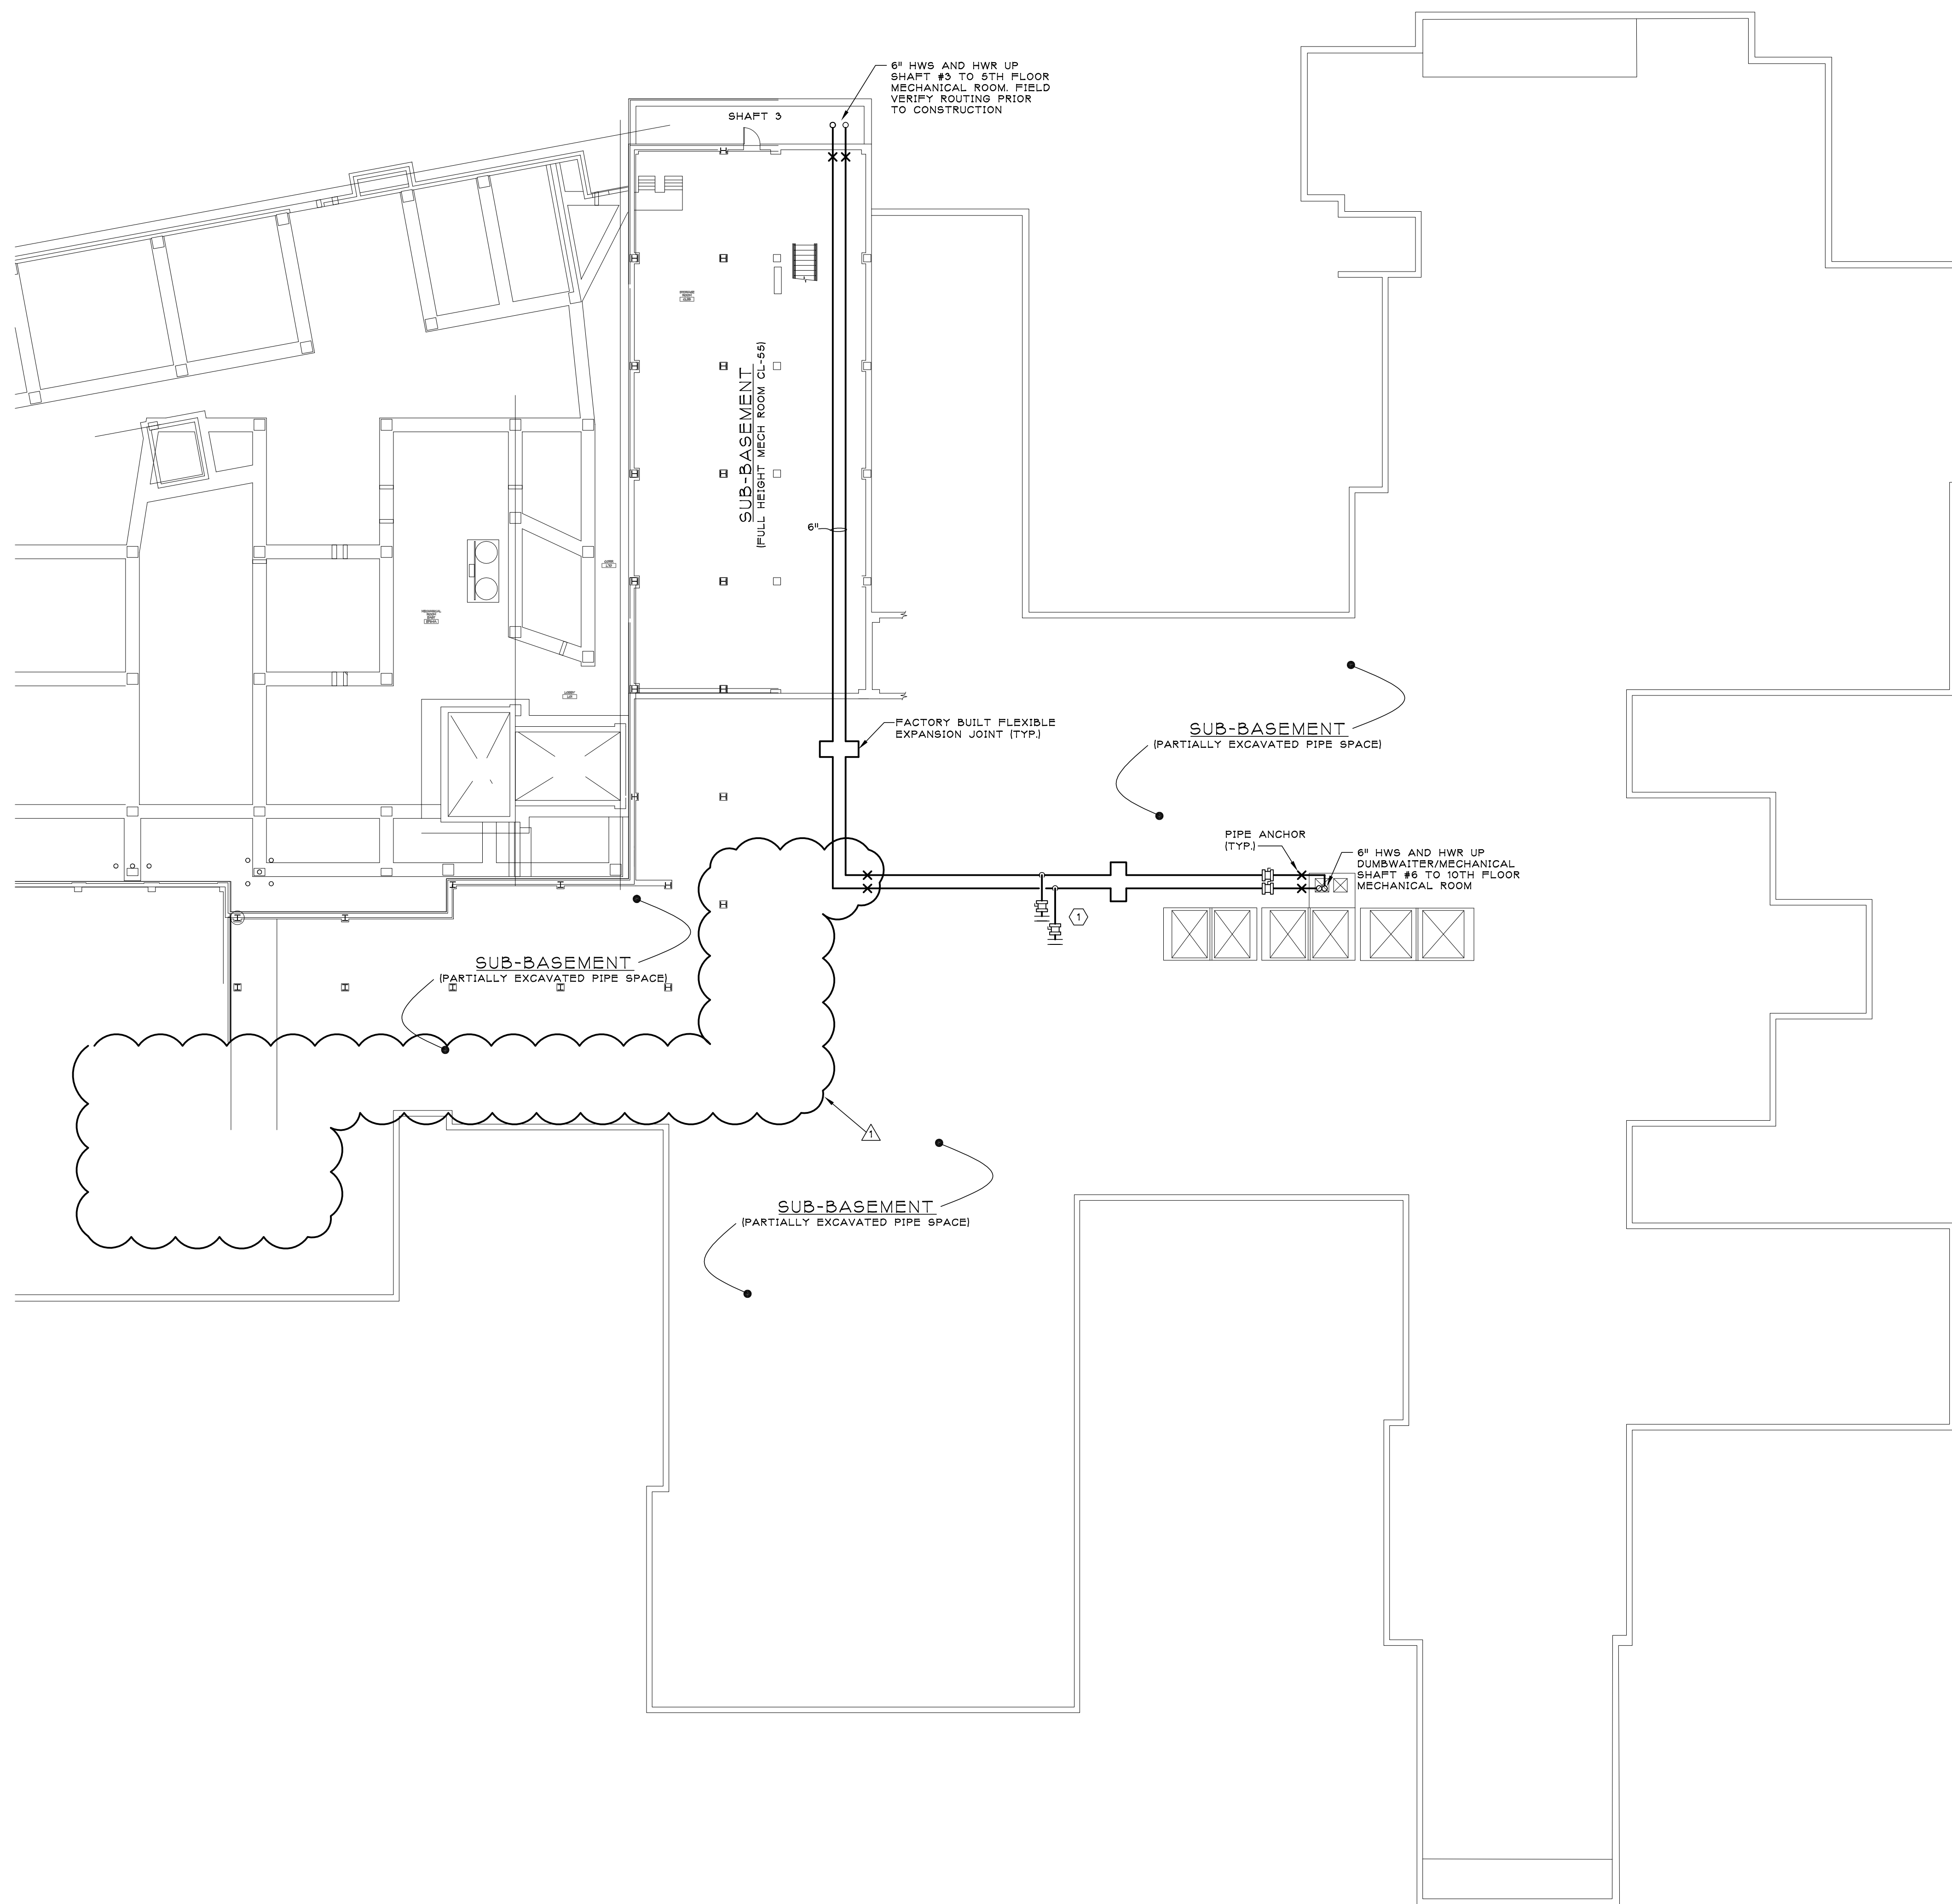 6" HWS AND HWR UP
SHAFT #3 TO 5TH FLOOR
MECHANICAL ROOM. FIELD
VERIFY ROUTING PRIOR
TO CONSTRUCTION
SHAFT 3
SUB-BASEMENT
(FULL HEIGHT MECH ROOM CL-55)
6"
MECHANICAL
LOBBY
FACTORY BUILT FLEXIBLE
EXPANSION JOINT (TYP.)
SUB-BASEMENT
(PARTIALLY EXCAVATED PIPE SPACE)
PIPE ANCHOR
(TYP.)
6" HWS AND HWR UP
DUMBWAITER/MECHANICAL
SHAFT #6 TO 10TH FLOOR
MECHANICAL ROOM
1
SUB-BASEMENT
(PARTIALLY EXCAVATED PIPE SPACE)
1
SUB-BASEMENT
(PARTIALLY EXCAVATED PIPE SPACE)